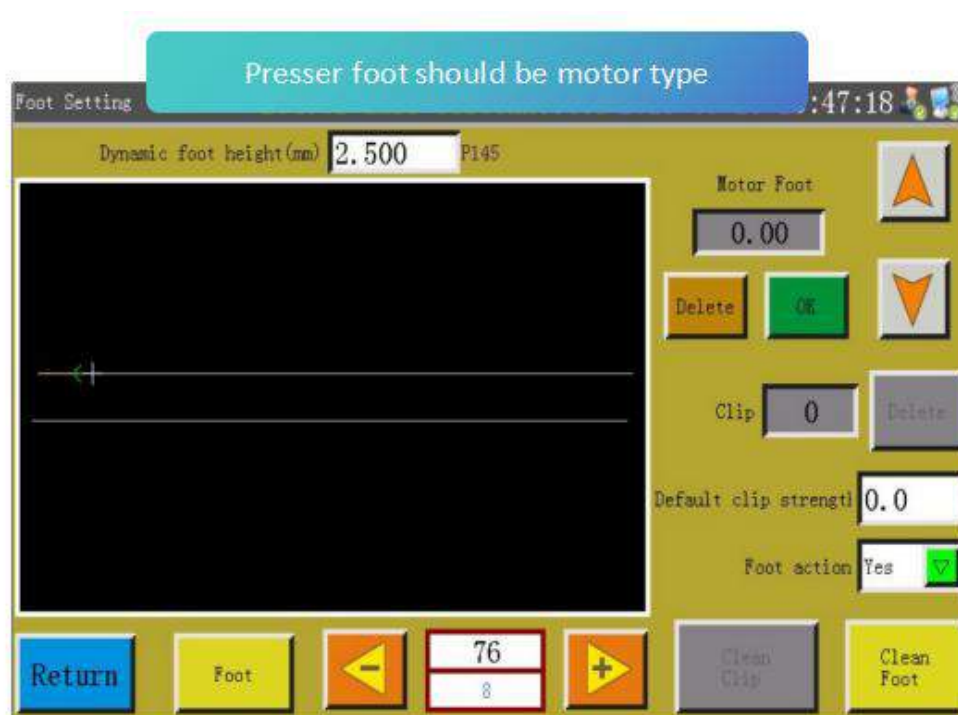 Presser foot should be motor type
Foot Setting
:47:18
Dynamic foot height(mm) 2.500 P145
Motor Foot
0.00
Delete OK
Clip 0 Delete
Default clip strengtl 0.0
Foot action Yes
Return Foot − 76 + Clean Clip Clean Foot
8